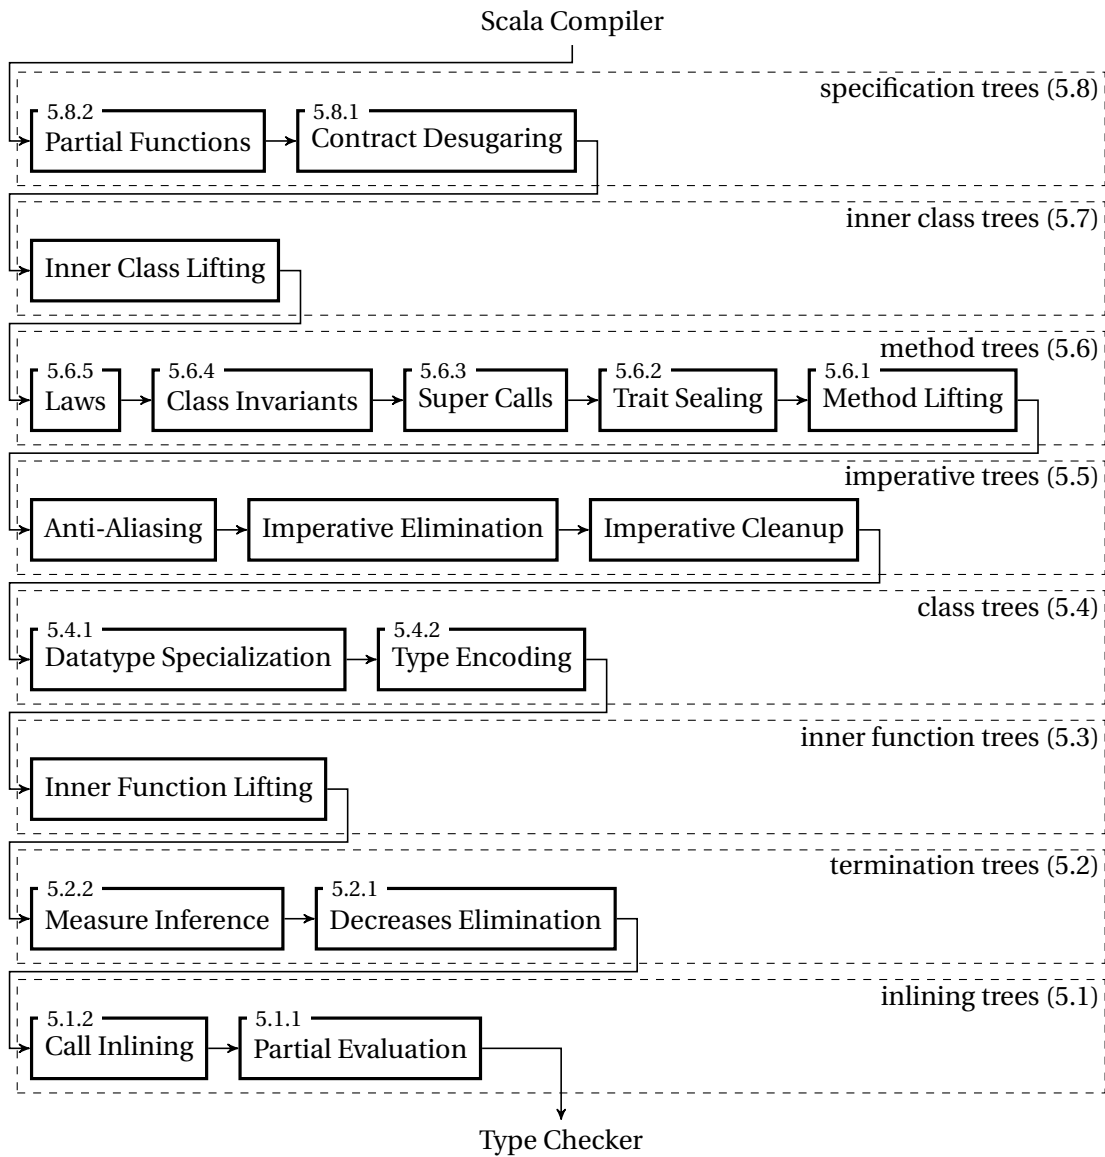 Scala Compiler
specification trees (5.8)
5.8.2
Partial Functions
5.8.1
Contract Desugaring
inner class trees (5.7)
Inner Class Lifting
method trees (5.6)
5.6.5
Laws
5.6.4
Class Invariants
5.6.3
Super Calls
5.6.2
Trait Sealing
5.6.1
Method Lifting
imperative trees (5.5)
Anti-Aliasing
Imperative Elimination
Imperative Cleanup
class trees (5.4)
5.4.1
Datatype Specialization
5.4.2
Type Encoding
inner function trees (5.3)
Inner Function Lifting
termination trees (5.2)
5.2.2
Measure Inference
5.2.1
Decreases Elimination
inlining trees (5.1)
5.1.2
Call Inlining
5.1.1
Partial Evaluation
Type Checker